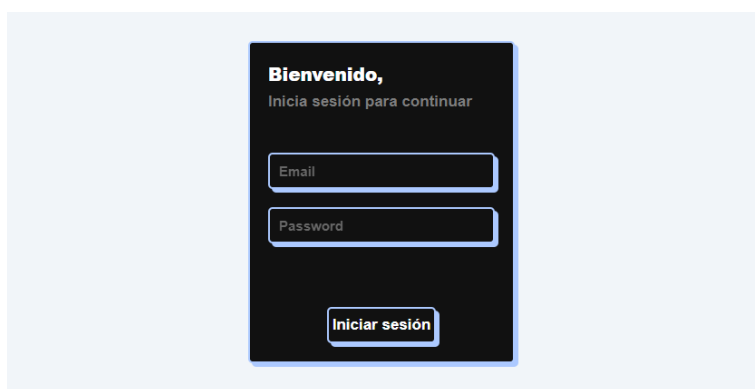 Bienvenido,
Inicia sesión para continuar
Email
Password
Iniciar sesión